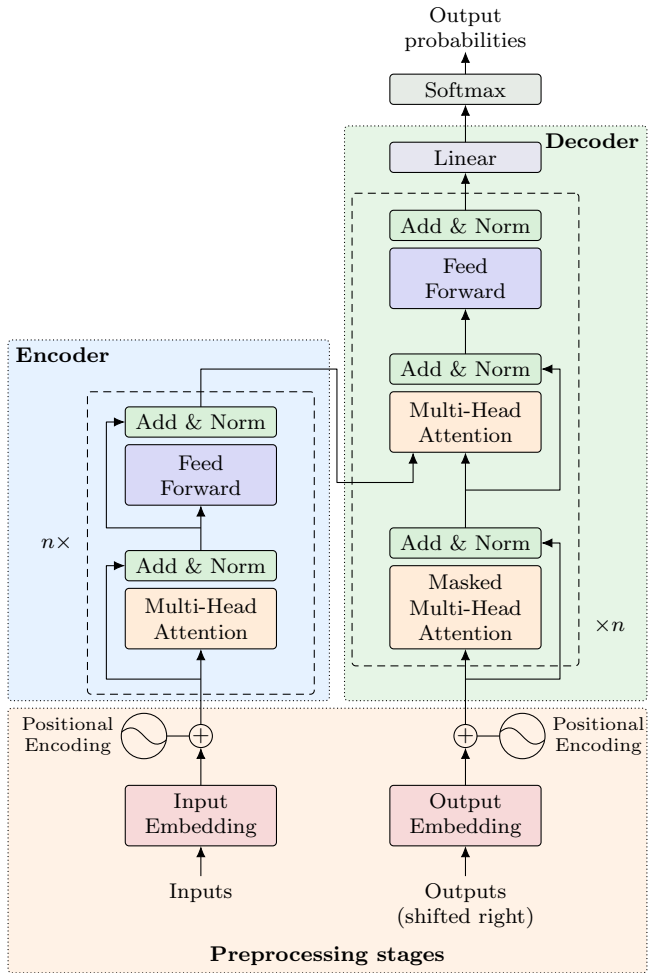 Output
probabilities
Softmax
Decoder
Linear
Add & Norm
Feed
Forward
Encoder
Add & Norm
Multi-Head
Attention
Add & Norm
Feed
Forward
n×
Add & Norm
Multi-Head
Attention
Add & Norm
Masked
Multi-Head
Attention
×n
Positional
Encoding
+
+
Positional
Encoding
Input
Embedding
Output
Embedding
Inputs
Outputs
(shifted right)
Preprocessing stages